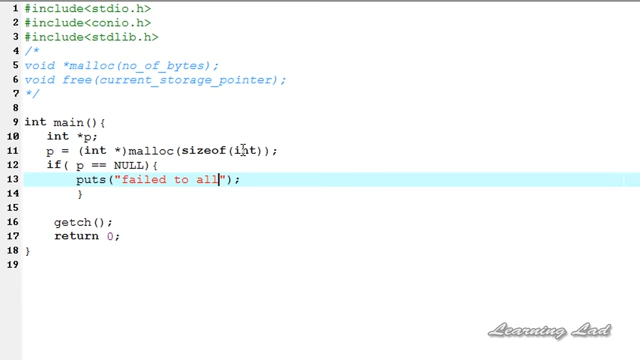 1 #include<stdio.h>
2 #include<conio.h>
3 #include<stdlib.h>
4 /*
5 void *malloc(no_of_bytes);
6 void free(current_storage_pointer);
7 */
8
9 int main(){
10 int *p;
11 p = (int *)malloc(sizeof(int));
12 if( p == NULL){
13 puts("failed to all");
14 }
15
16 getch();
17 return 0;
18 }
19
Learning Lad